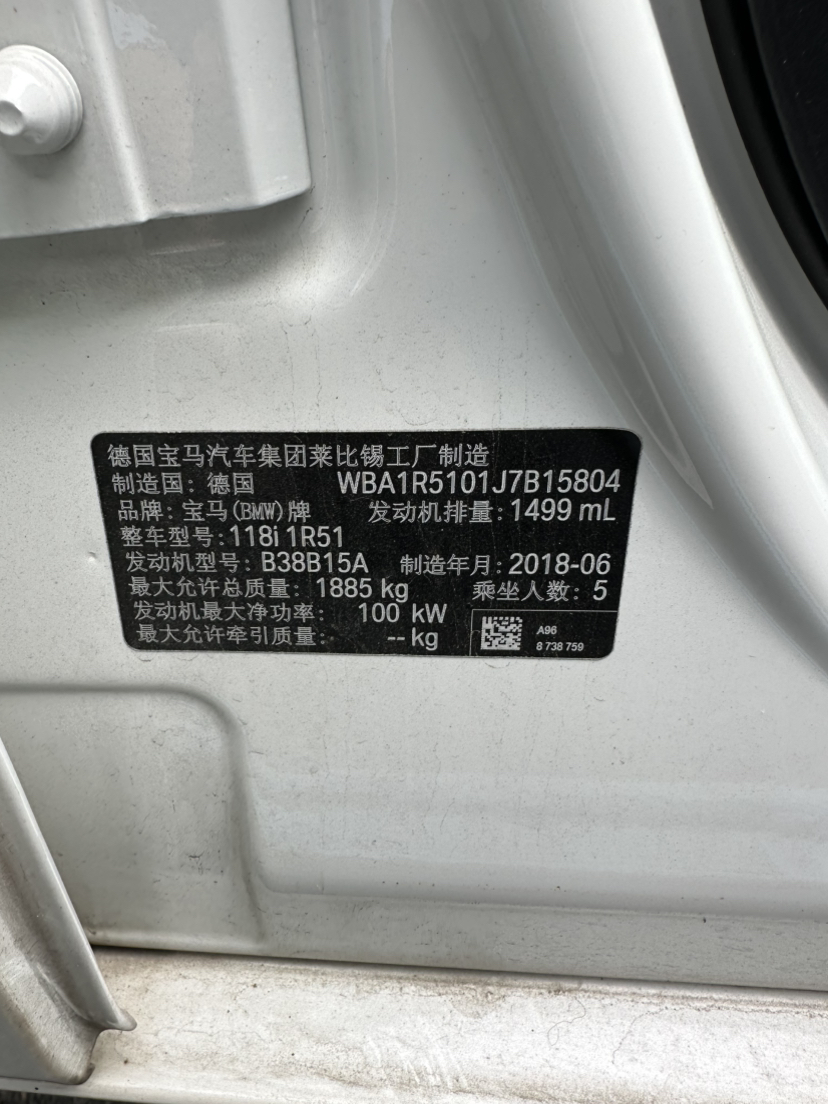 德国宝马汽车集团莱比锡工厂制造
制造国: 德国 WBA1R5101J7B15804
品牌: 宝马(BMW)牌 发动机排量: 1499 mL
整车型号: 118i 1R51
发动机型号: B38B15A 制造年月: 2018-06
最大允许总质量: 1885 kg 乘坐人数: 5
发动机最大净功率: 100 kW
最大允许牵引质量: -- kg
A96
8 738 759